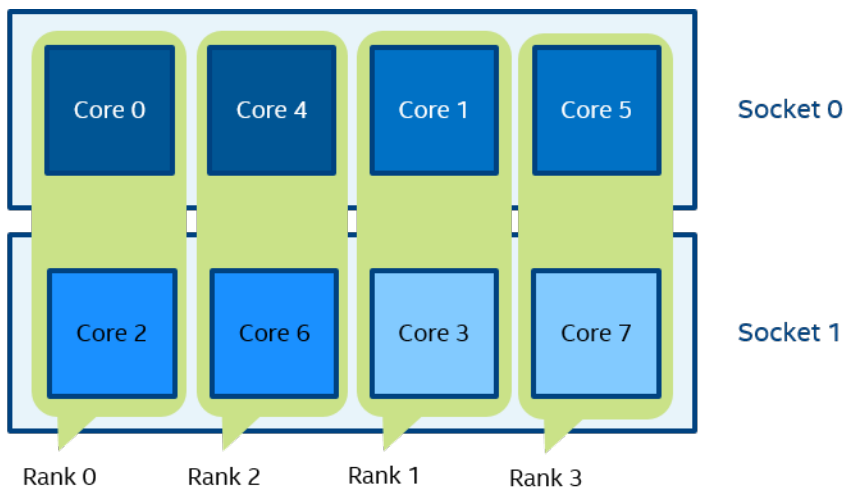 Core 0
Core 4
Core 1
Core 5
Socket 0
Core 2
Core 6
Core 3
Core 7
Socket 1
Rank 0
Rank 2
Rank 1
Rank 3